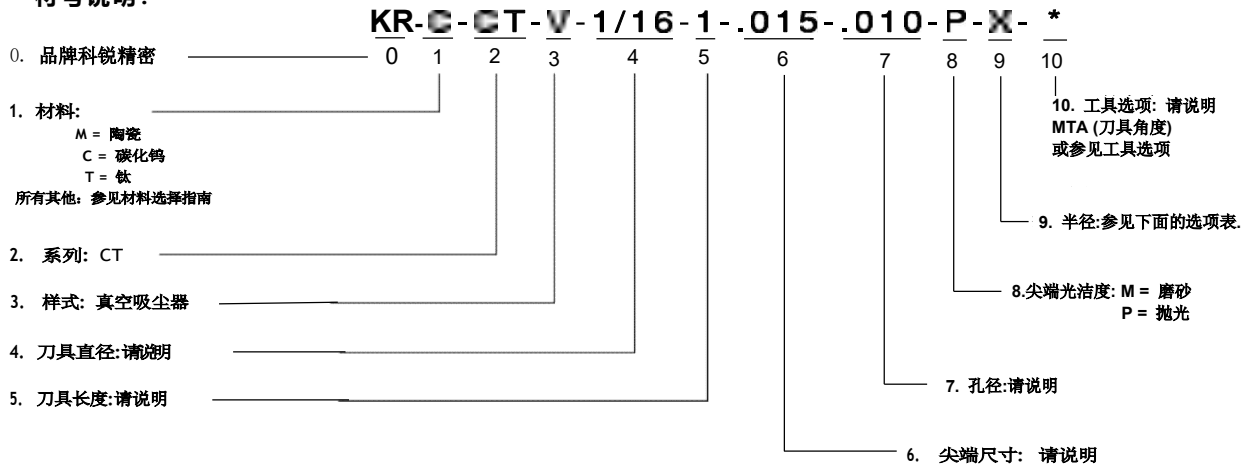 符号说明:
KR-C-CT-V-1/16-1-.015-.010-P-X-*
0 1 2 3 4 5 6 7 8 9 10
0. 品牌科锐精密
1. 材料:
M = 陶瓷
C = 碳化钨
T = 钛
所有其他: 参见材料选择指南
2. 系列: CT
3. 样式: 真空吸尘器
4. 刀具直径:请说明
5. 刀具长度:请说明
6. 尖端尺寸: 请说明
7. 孔径:请说明
8.尖端光洁度: M = 磨砂
P = 抛光
9. 半径:参见下面的选项表.
10. 工具选项: 请说明
MTA (刀具角度)
或参见工具选项